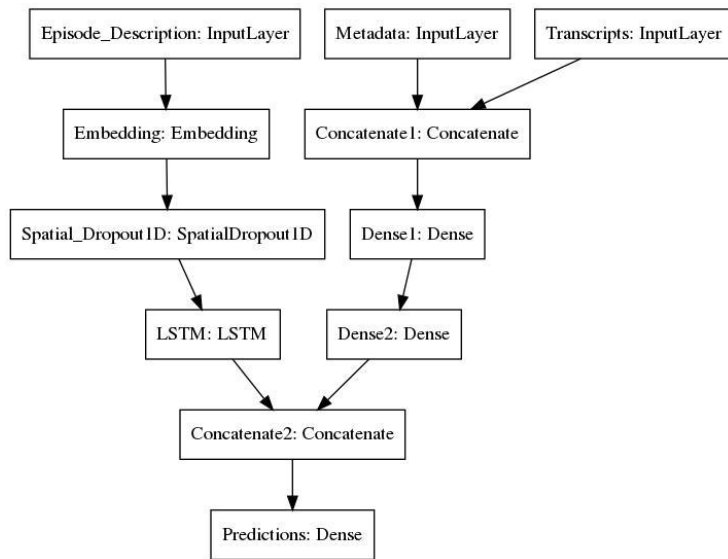 Episode_Description: InputLayer
Metadata: InputLayer
Transcripts: InputLayer
Embedding: Embedding
Concatenate1: Concatenate
Spatial_Dropout1D: SpatialDropout1D
Dense1: Dense
LSTM: LSTM
Dense2: Dense
Concatenate2: Concatenate
Predictions: Dense